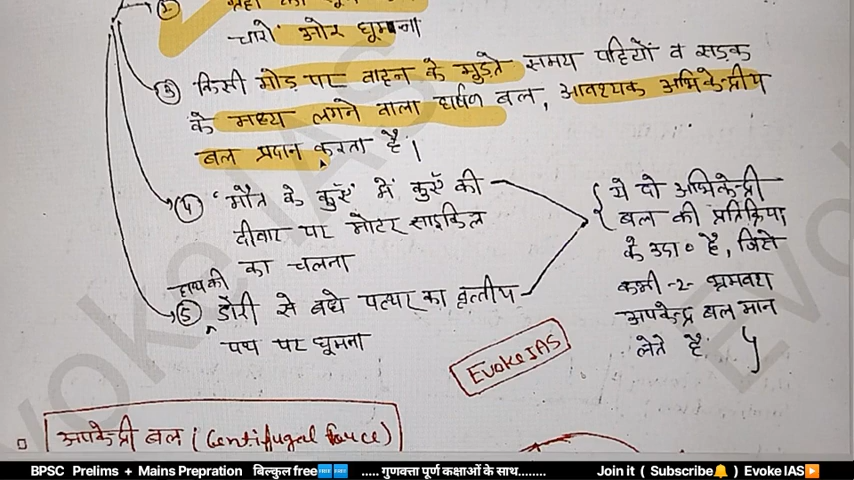 ② ग्रहों का
चारों ओर घूमना
③ किसी मोड़ पर वाहन के मुड़ते समय पहियों व सड़क
के मध्य लगने वाला घर्षण बल, आवश्यक अभिकेन्द्रीय
बल प्रदान करता है।
④ 'मौत के कुएँ' में कुएँ की
दीवार पर मोटर साइकिल
का चलना
हाथ की
⑤ डोरी से बंधे पत्थर का वृत्तीय
पथ पर घूमना
{ ये दो अभिकेन्द्री
बल की प्रतिक्रिया
के उदा० है, जिसे
कभी-2- भ्रमवश
अपकेन्द्र बल मान
लेते है.
Evoke IAS
अपकेन्द्री बल (Centifugal force)
BPSC Prelims + Mains Prepration बिल्कुल free ..... गुणवत्ता पूर्ण कक्षाओं के साथ........ Join it ( Subscribe🔔 ) Evoke IAS▶